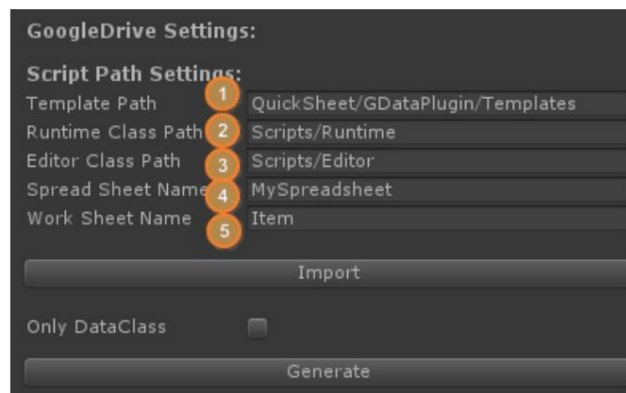 GoogleDrive Settings:
Script Path Settings:
Template Path 1 QuickSheet/GDataPlugin/Templates
Runtime Class Path 2 Scripts/Runtime
Editor Class Path 3 Scripts/Editor
Spread Sheet Name 4 MySpreadsheet
Work Sheet Name 5 Item
Import
Only DataClass
Generate